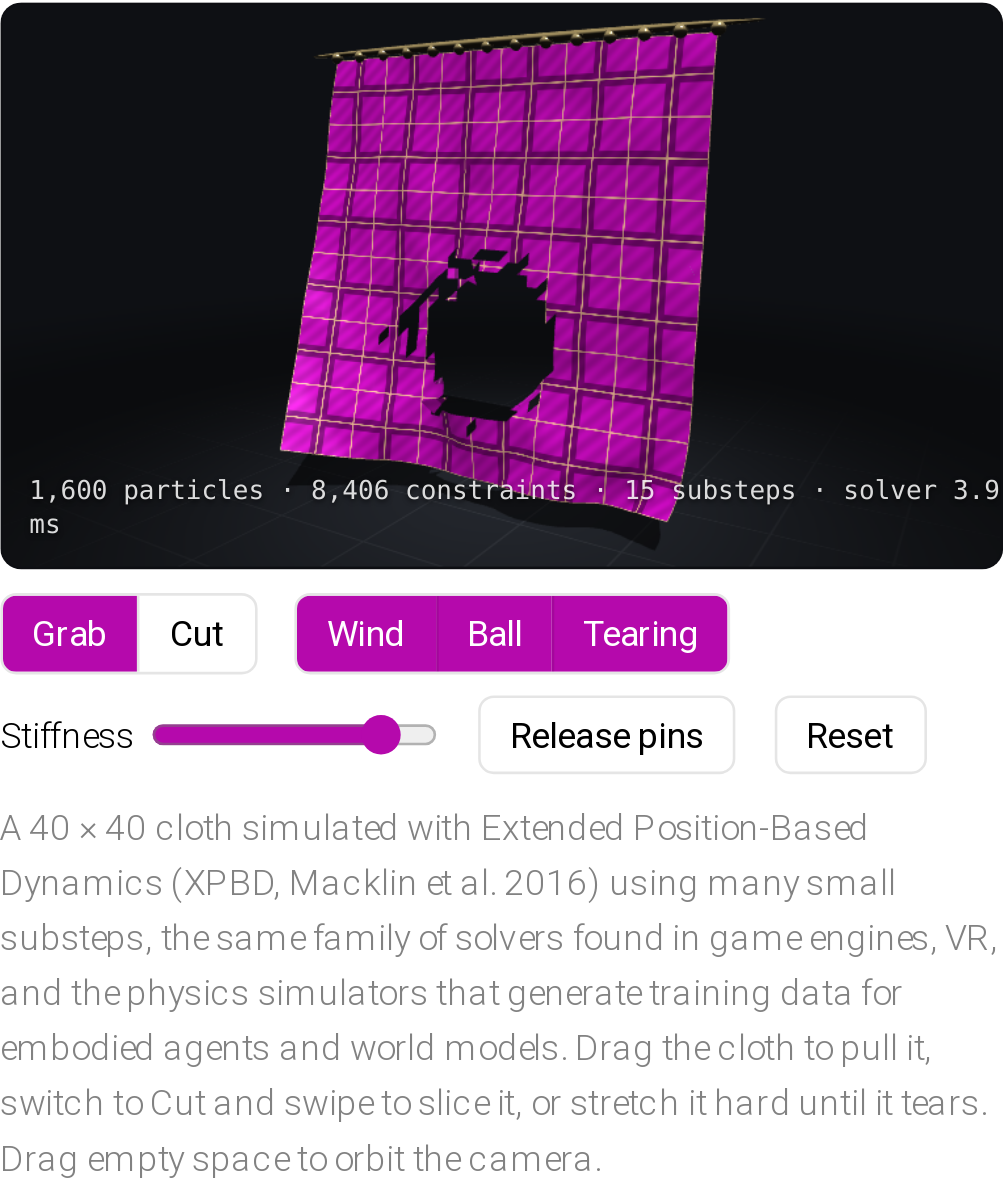 1,600 particles · 8,406 constraints · 15 substeps · solver 3.9
ms
Grab Cut Wind Ball Tearing
Stiffness Release pins Reset
A 40 × 40 cloth simulated with Extended Position-Based
Dynamics (XPBD, Macklin et al. 2016) using many small
substeps, the same family of solvers found in game engines, VR,
and the physics simulators that generate training data for
embodied agents and world models. Drag the cloth to pull it,
switch to Cut and swipe to slice it, or stretch it hard until it tears.
Drag empty space to orbit the camera.